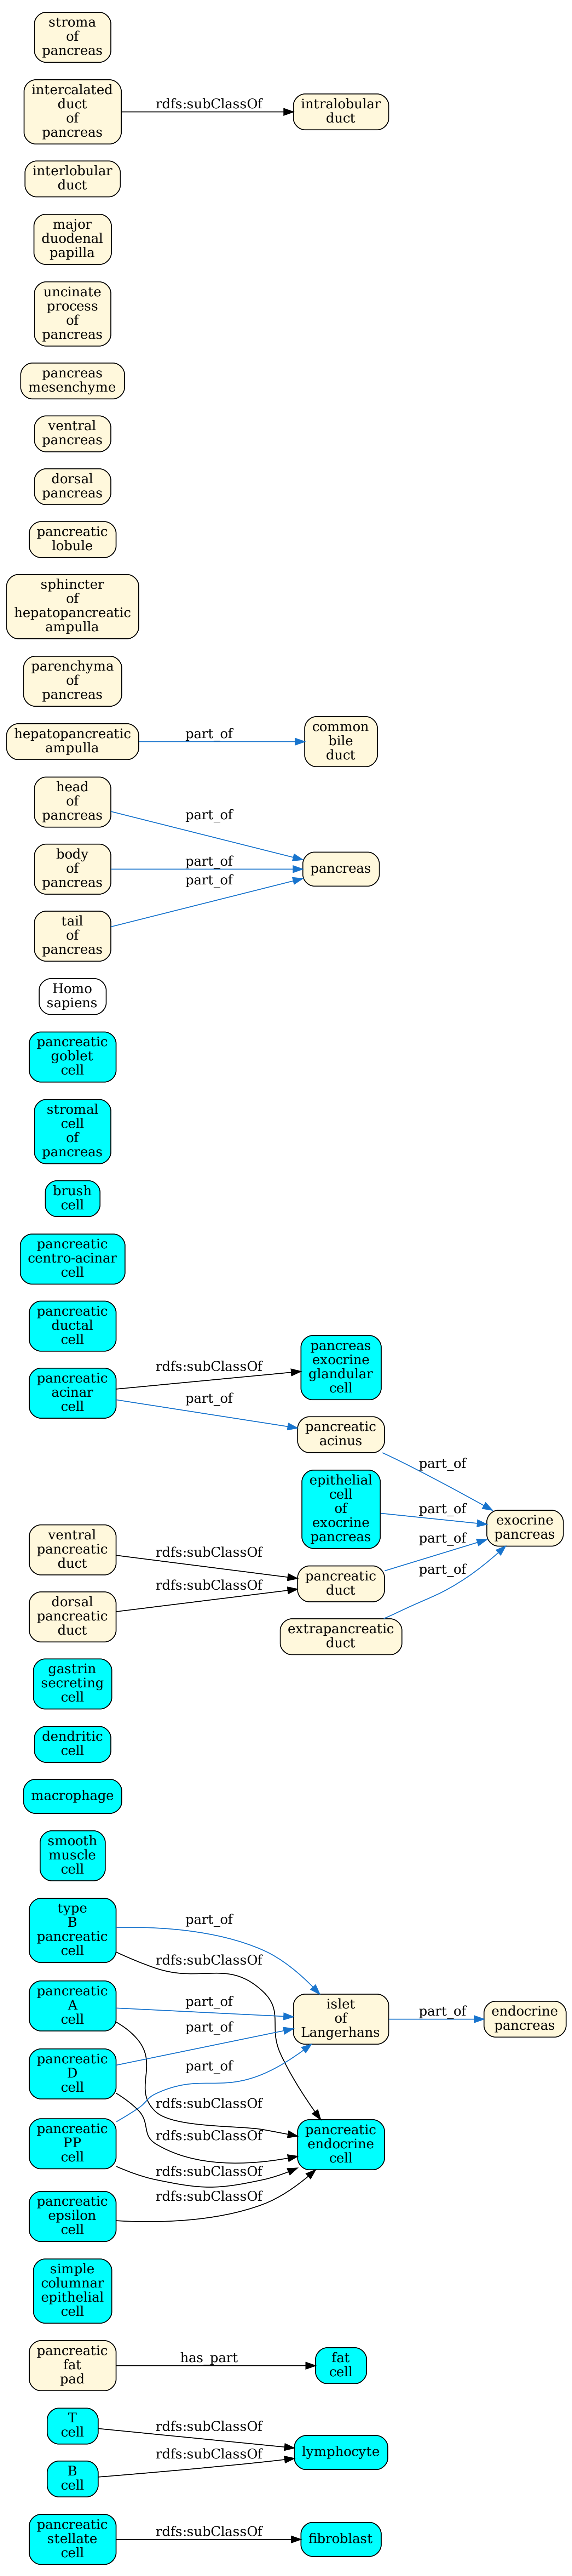 stroma
of
pancreas
intercalated
duct
of
pancreas
rdfs:subClassOf
intralobular
duct
interlobular
duct
major
duodenal
papilla
uncinate
process
of
pancreas
pancreas
mesenchyme
ventral
pancreas
dorsal
pancreas
pancreatic
lobule
sphincter
of
hepatopancreatic
ampulla
parenchyma
of
pancreas
hepatopancreatic
ampulla
part_of
common
bile
duct
head
of
pancreas
part_of
body
of
pancreas
part_of
pancreas
part_of
tail
of
pancreas
Homo
sapiens
pancreatic
goblet
cell
stromal
cell
of
pancreas
brush
cell
pancreatic
centro-acinar
cell
pancreatic
ductal
cell
pancreatic
acinar
cell
rdfs:subClassOf
part_of
pancreas
exocrine
glandular
cell
pancreatic
acinus
part_of
epithelial
cell
of
exocrine
pancreas
part_of
exocrine
pancreas
ventral
pancreatic
duct
rdfs:subClassOf
dorsal
pancreatic
duct
rdfs:subClassOf
pancreatic
duct
part_of
extrapancreatic
duct
part_of
gastrin
secreting
cell
dendritic
cell
macrophage
smooth
muscle
cell
type
B
pancreatic
cell
part_of
rdfs:subClassOf
pancreatic
A
cell
part_of
rdfs:subClassOf
islet
of
Langerhans
part_of
endocrine
pancreas
pancreatic
D
cell
part_of
rdfs:subClassOf
pancreatic
PP
cell
part_of
rdfs:subClassOf
pancreatic
endocrine
cell
pancreatic
epsilon
cell
rdfs:subClassOf
simple
columnar
epithelial
cell
pancreatic
fat
pad
has_part
fat
cell
T
cell
rdfs:subClassOf
B
cell
rdfs:subClassOf
lymphocyte
pancreatic
stellate
cell
rdfs:subClassOf
fibroblast